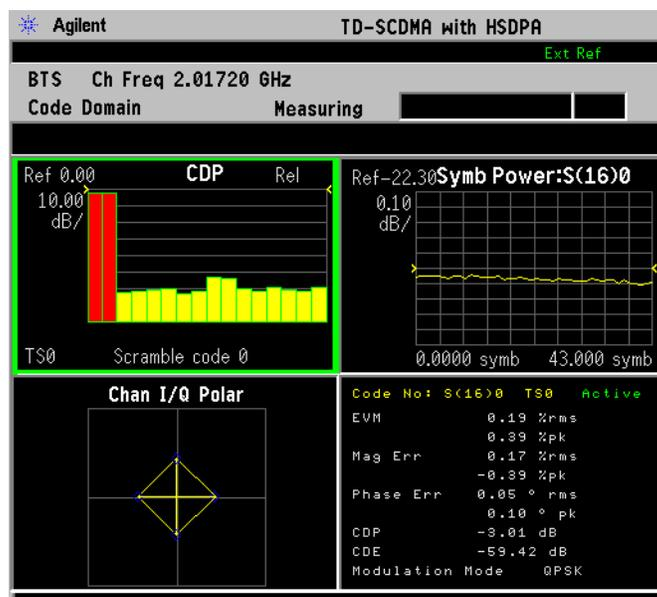 Agilent TD-SCDMA with HSDPA
Ext Ref
BTS Ch Freq 2.01720 GHz
Code Domain Measuring
Ref 0.00 CDP Rel
10.00
dB/
TS0 Scramble code 0
Ref-22.30 Symb Power:S(16)0
0.10
dB/
0.0000 symb 43.000 symb
Chan I/Q Polar
Code No: S(16)0 TS0 Active
EVM 0.19 %rms
0.39 %pk
Mag Err 0.17 %rms
-0.39 %pk
Phase Err 0.05 ° rms
0.10 ° pk
CDP -3.01 dB
CDE -59.42 dB
Modulation Mode QPSK